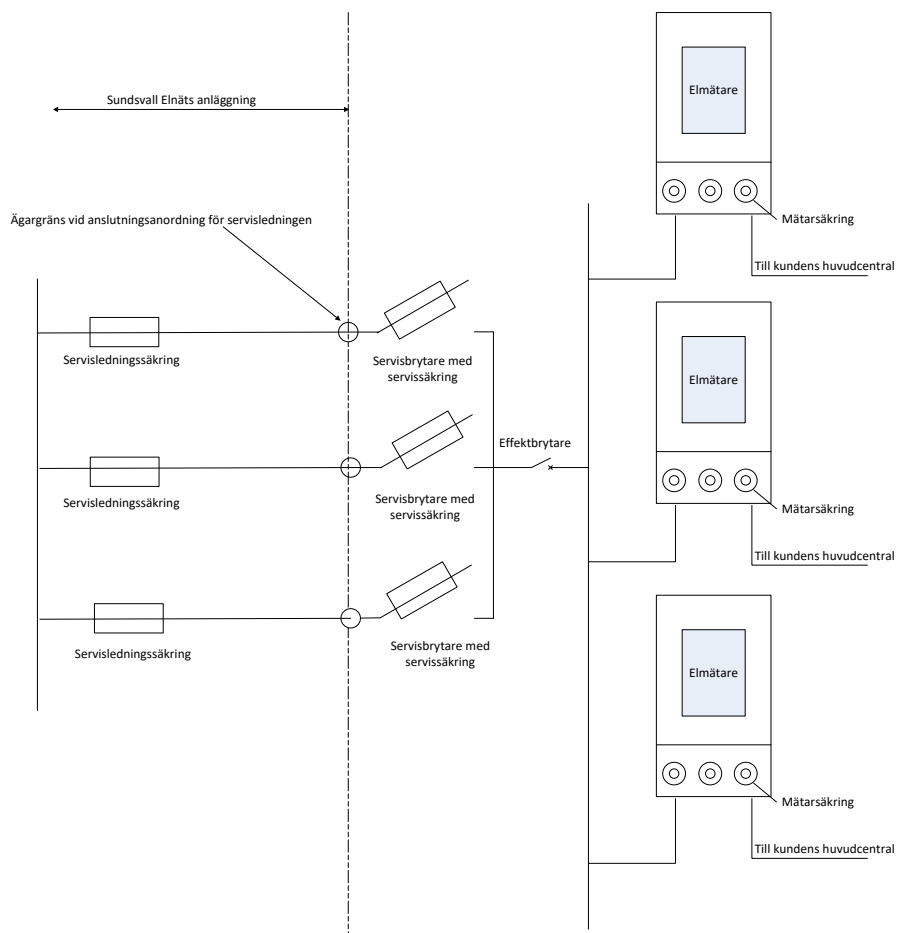 Elmätare
Sundsvall Elnäts anläggning
Ägargräns vid anslutningsanordning för servisledningen
Mätarsäkring
Till kundens huvudcentral
Servisledningssäkring
Servisbrytare med
servissäkring
Elmätare
Effektbrytare
Servisledningssäkring
Servisbrytare med
servissäkring
Mätarsäkring
Till kundens huvudcentral
Servisledningssäkring
Servisbrytare med
servissäkring
Elmätare
Mätarsäkring
Till kundens huvudcentral